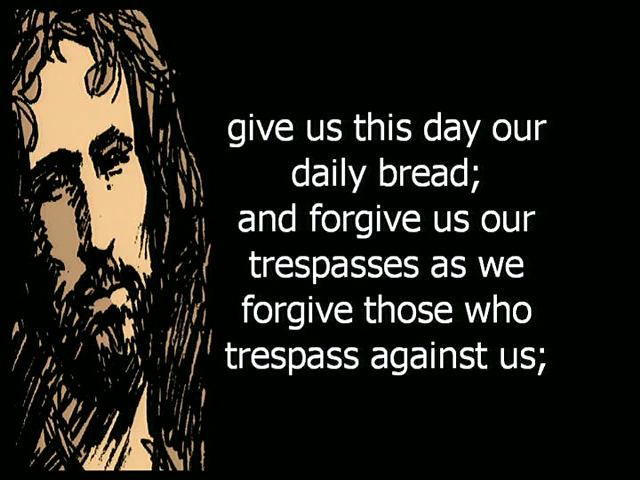 give us this day our
daily bread;
and forgive us our
trespasses as we
forgive those who
trespass against us;